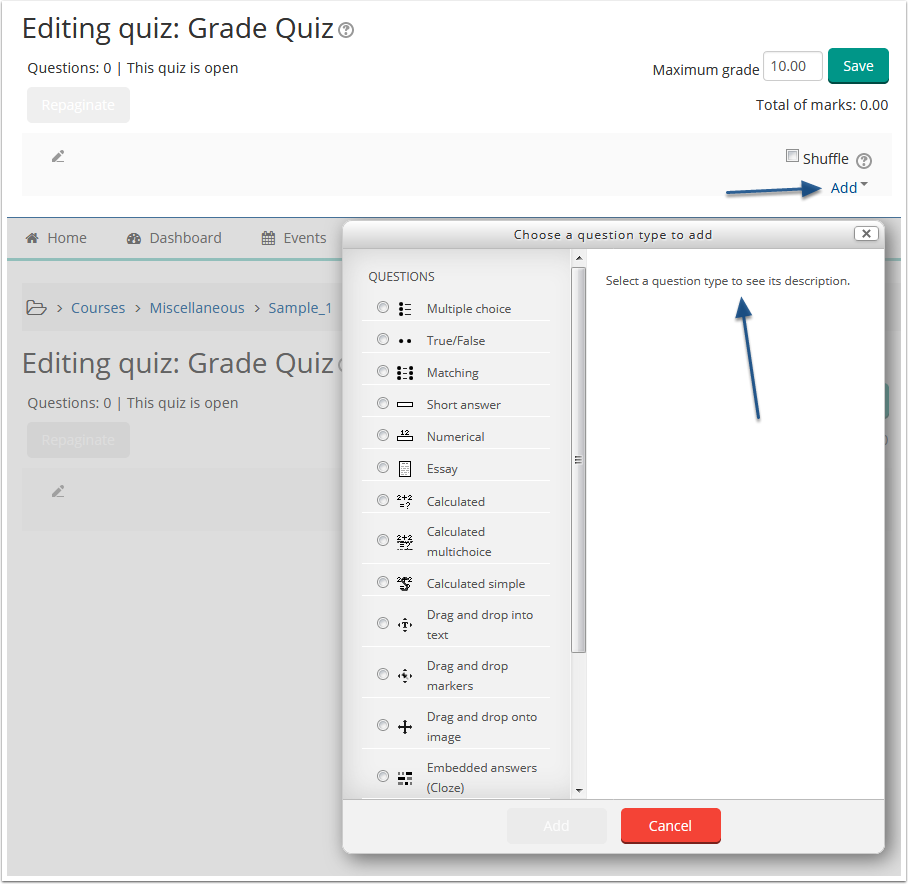 Editing quiz: Grade Quiz
Questions: 0 | This quiz is open
Maximum grade 10.00 Save
Repaginate
Total of marks: 0.00
Shuffle
Add
Home Dashboard Events
Choose a question type to add
Courses Miscellaneous Sample_1
Editing quiz: Grade Quiz
Questions: 0 | This quiz is open
Repaginate
QUESTIONS
Multiple choice
True/False
Matching
Short answer
Numerical
Essay
Calculated
Calculated
multichoice
Calculated simple
Drag and drop into
text
Drag and drop
markers
Drag and drop onto
image
Embedded answers
(Cloze)
Select a question type to see its description.
Add Cancel